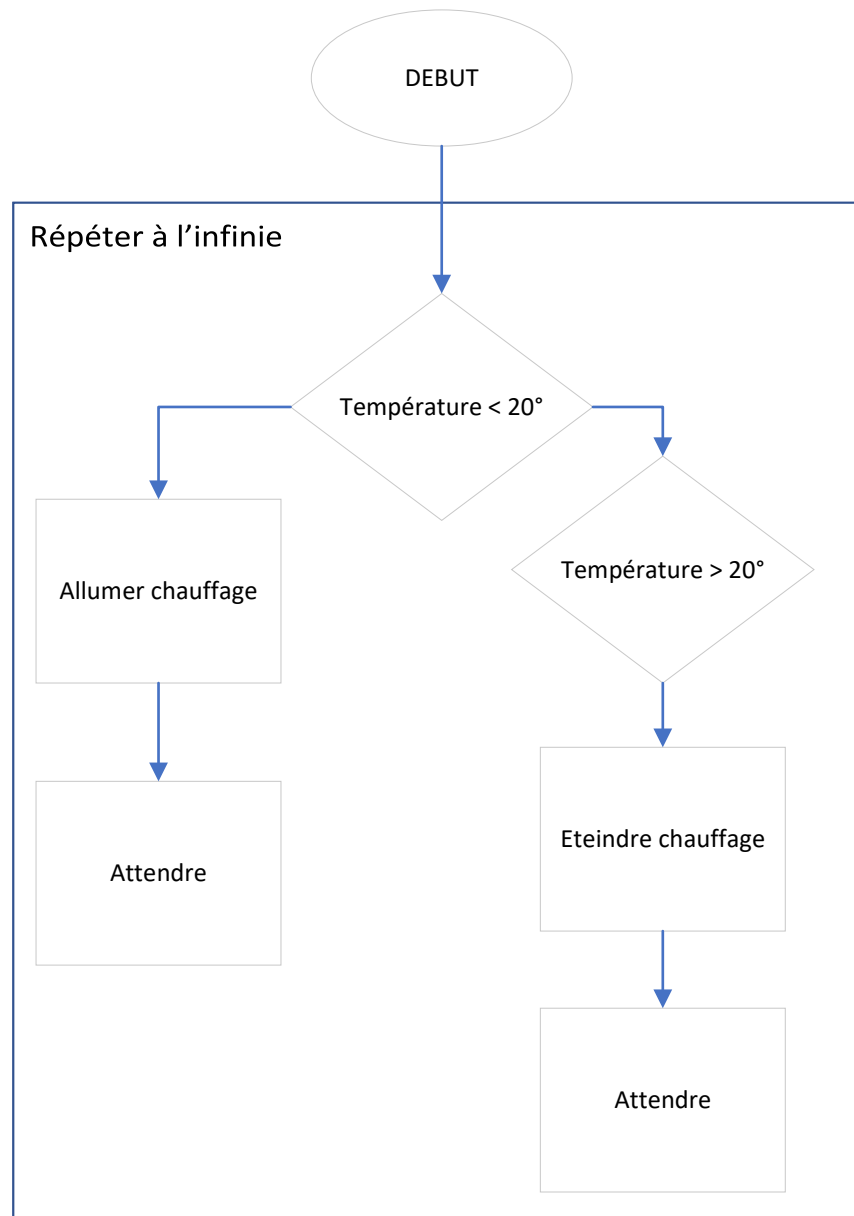 DEBUT
Répéter à l’infinie
Température < 20°
Température > 20°
Allumer chauffage
Eteindre chauffage
Attendre
Attendre